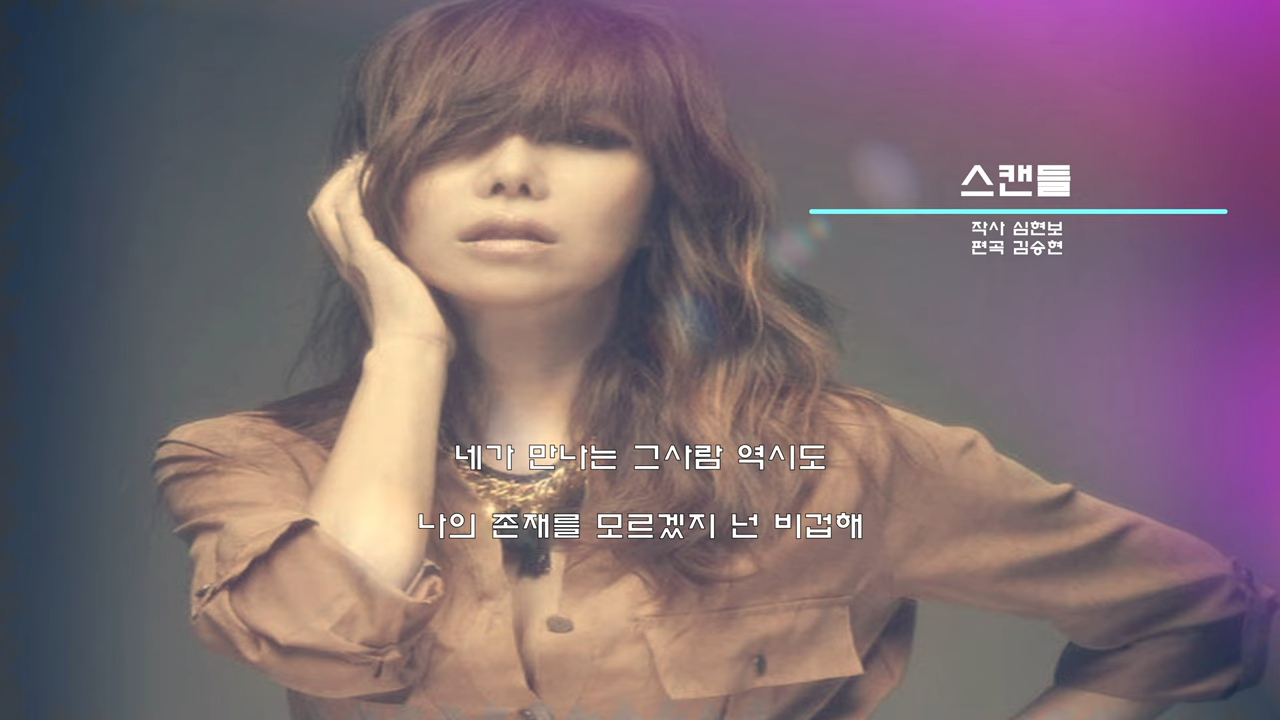 스캔들
작사 심현보
편곡 김승현
네가 만나는 그사람 역시도
나의 존재를 모르겠지 넌 비겁해